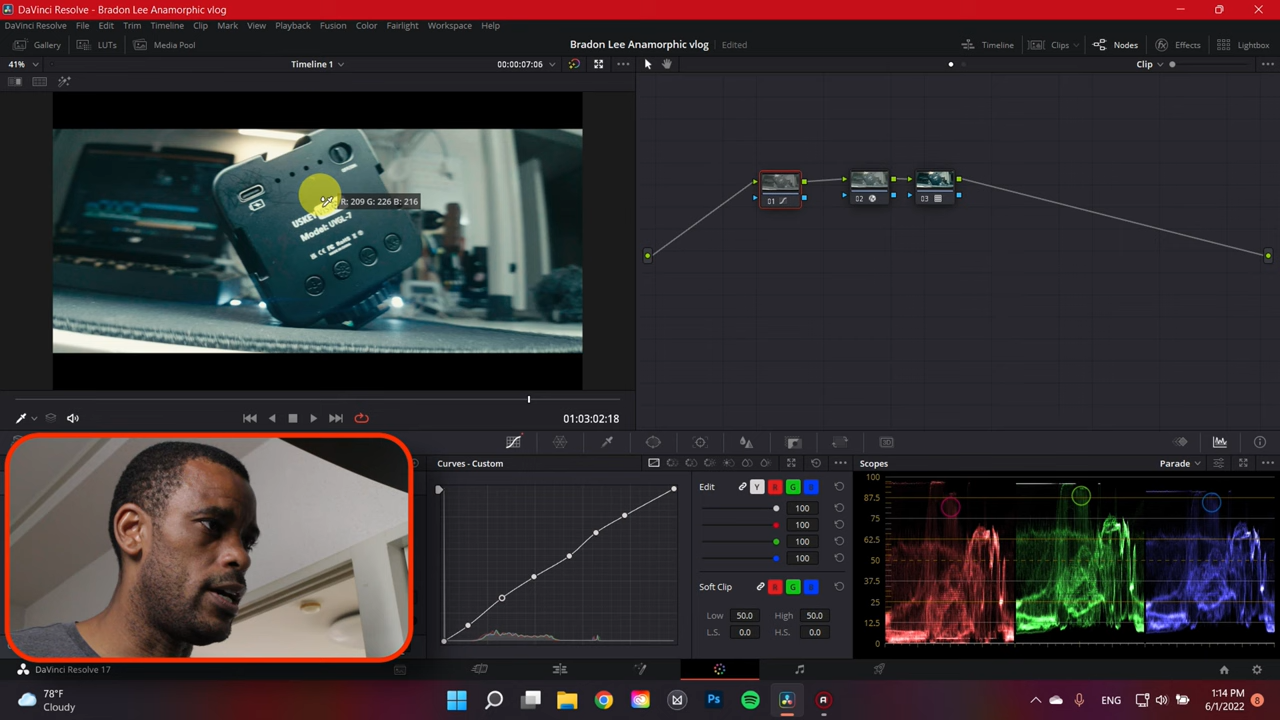 DaVinci Resolve - Bradon Lee Anamorphic vlog
DaVinci Resolve File Edit Trim Timeline Clip Mark View Playback Fusion Color Fairlight Workspace Help
Gallery LUTs Media Pool Bradon Lee Anamorphic vlog Edited Timeline Clips Nodes Effects Lightbox
41% Timeline 1 00:00:07:06 Clip
R: 209 G: 226 B: 216
USKEY
Model: UYGL-7
01 02 03
01:03:02:18
Curves - Custom Scopes Parade
Edit Y R G B
100
100
100
100
Soft Clip R G B
Low 50.0 High 50.0
L.S. 0.0 H.S. 0.0
100
87.5
75
62.5
50
37.5
25
12.5
0
DaVinci Resolve 17
78°F
Cloudy
Ps
ENG
1:14 PM
6/1/2022
8